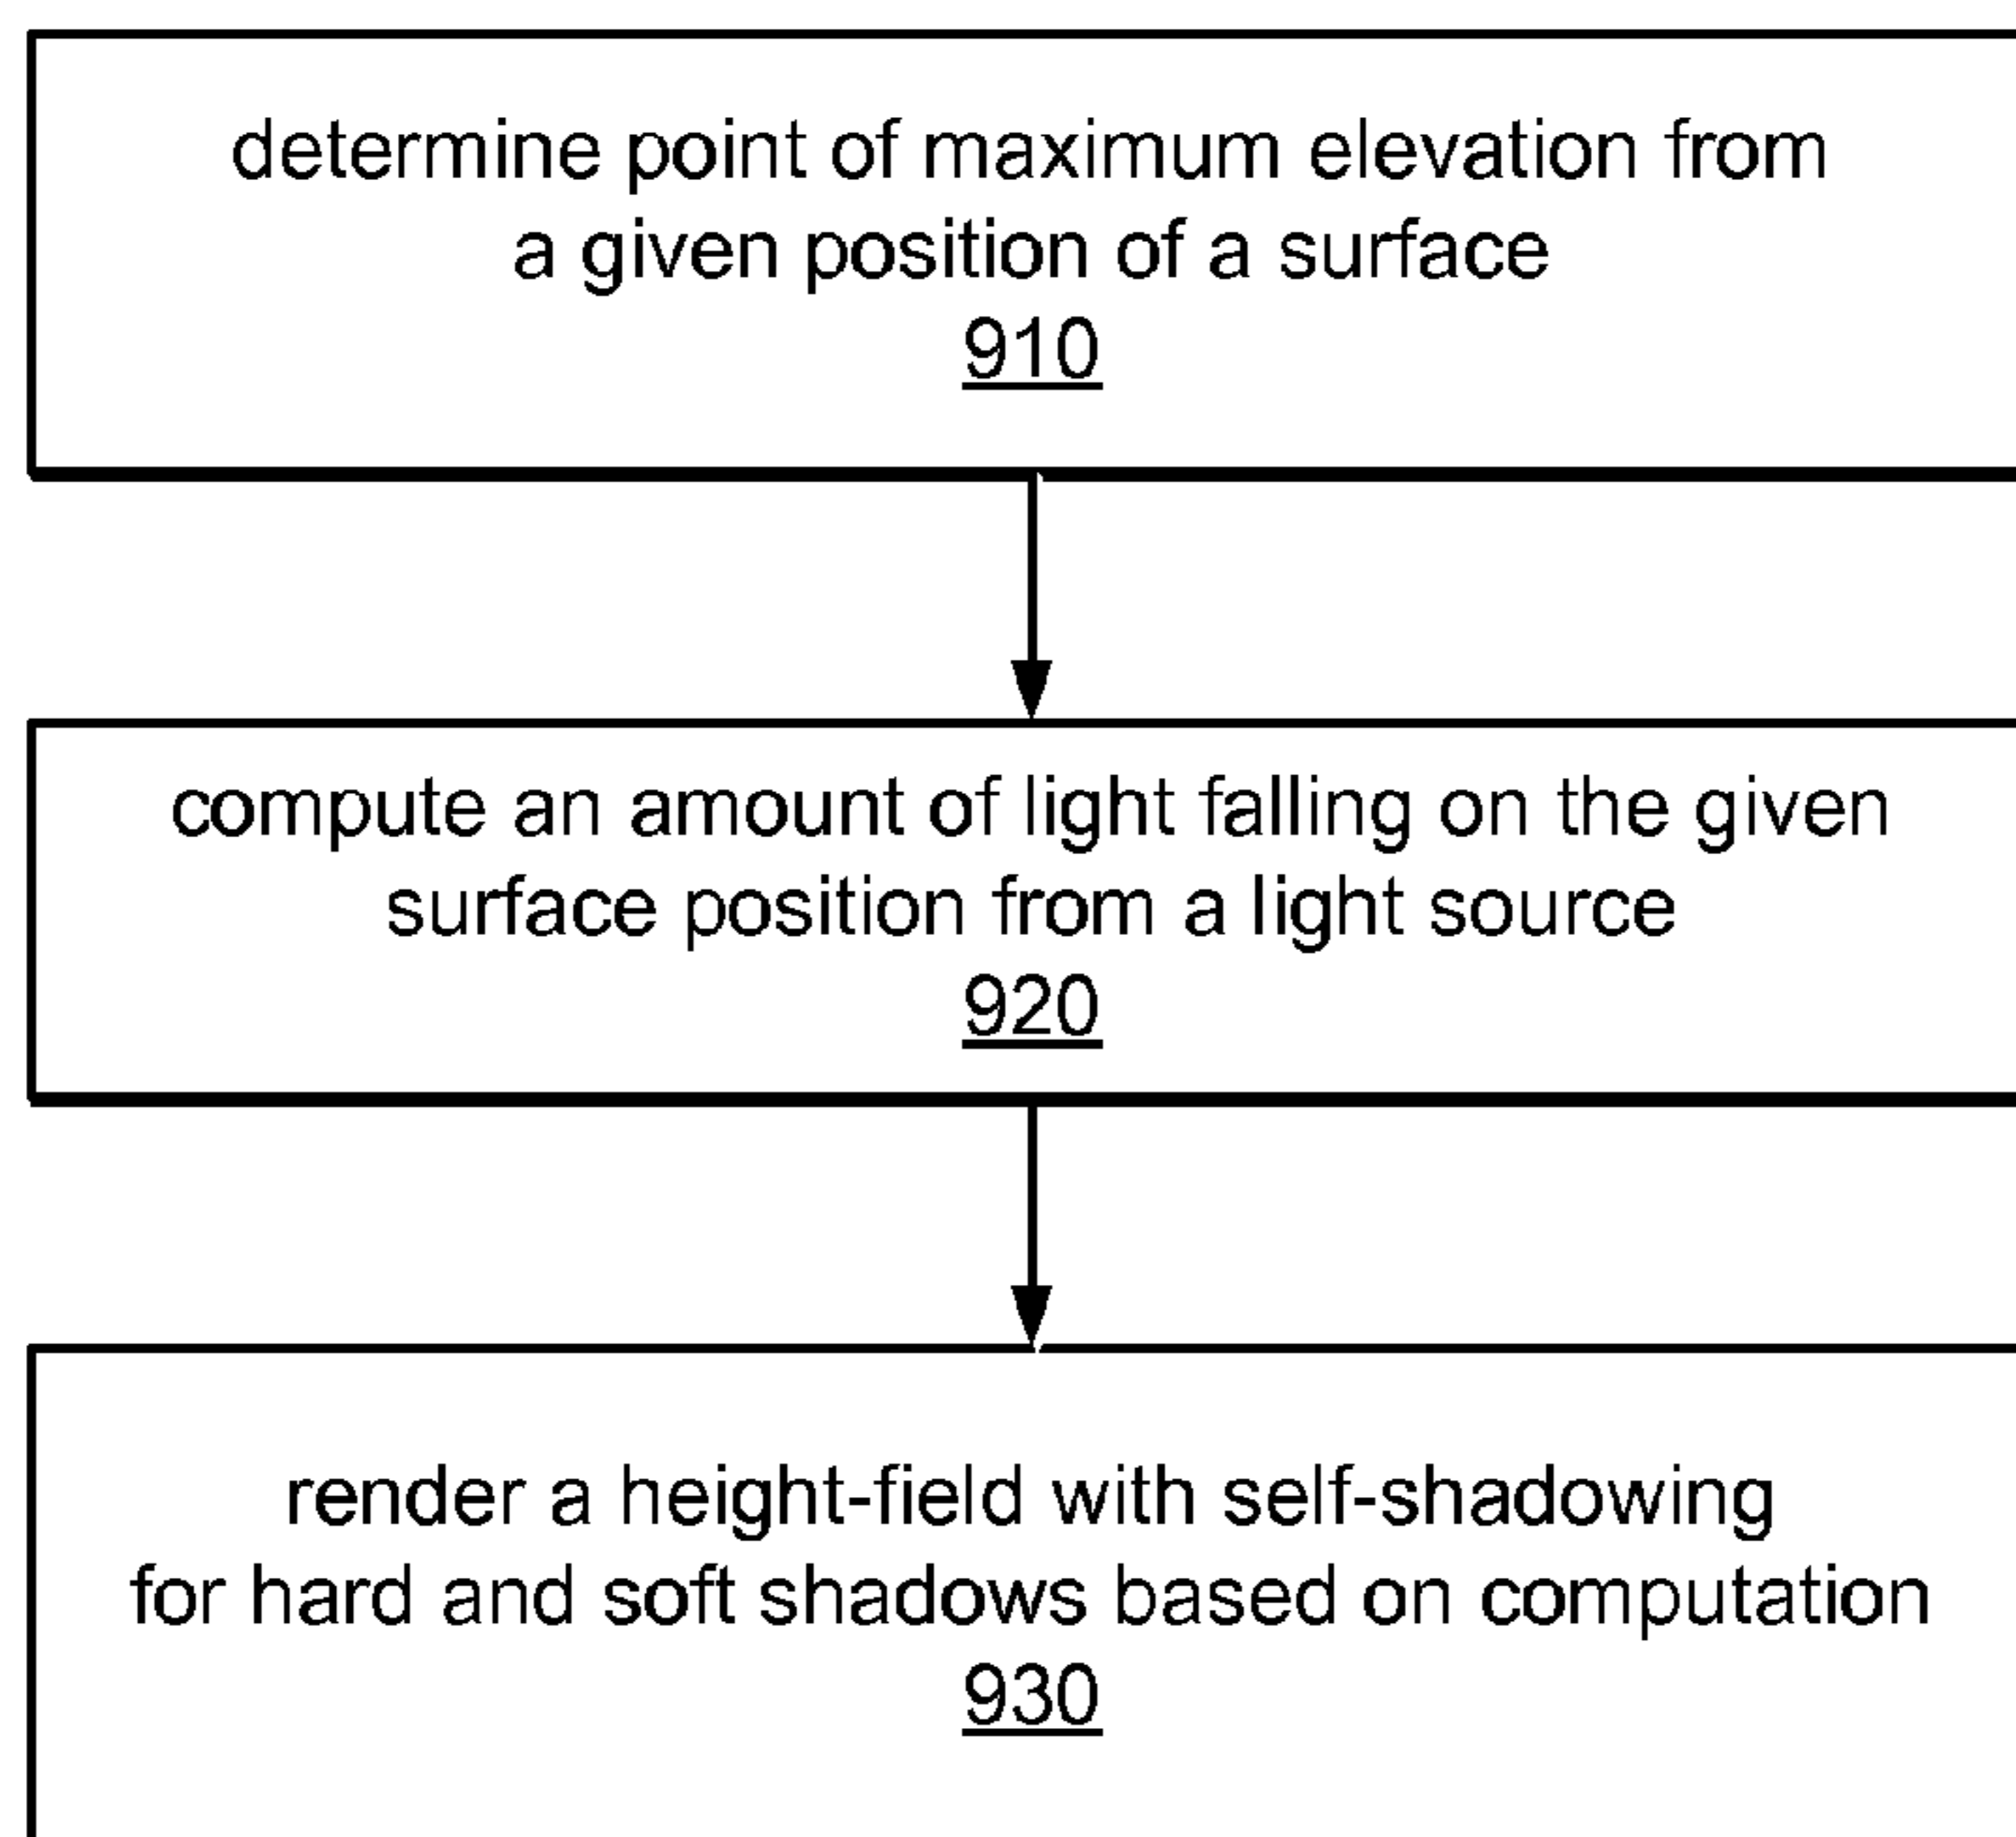 determine point of maximum elevation from
a given position of a surface
910
compute an amount of light falling on the given
surface position from a light source
920
render a height-field with self-shadowing
for hard and soft shadows based on computation
930